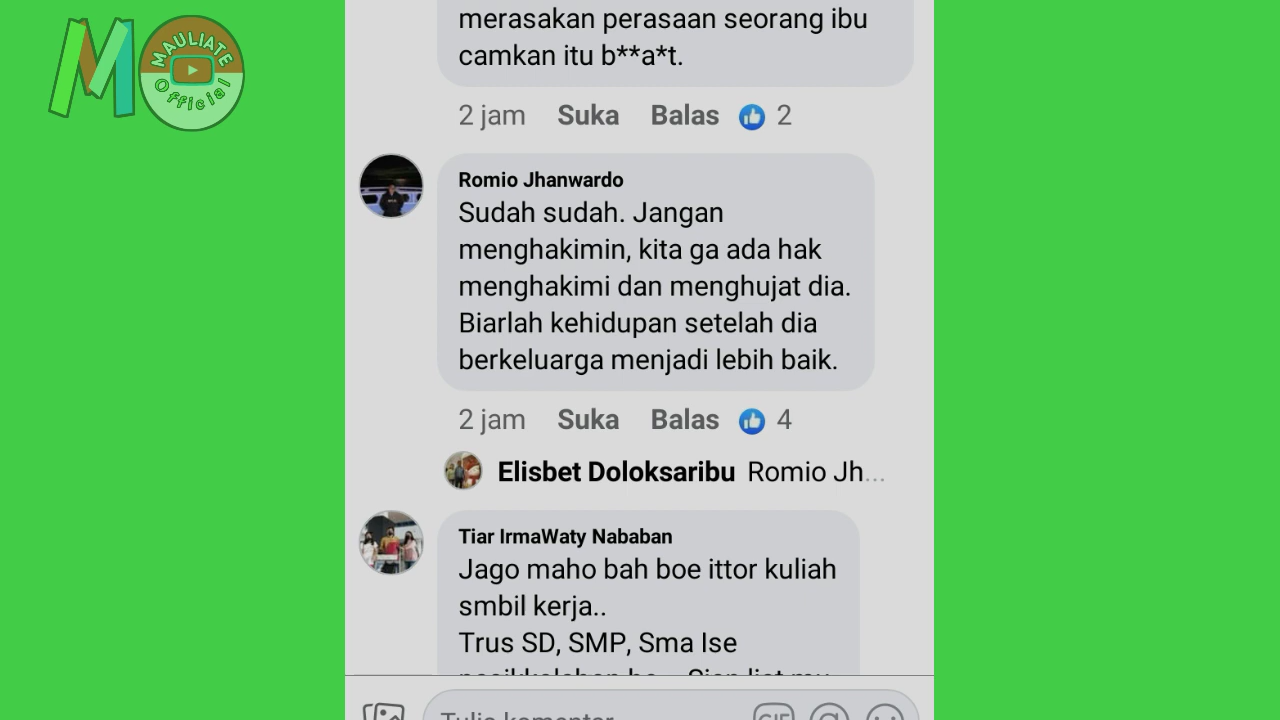 MAULIATE
Official
merasakan perasaan seorang ibu
camkan itu b**a*t.
2 jam Suka Balas 2
Romio Jhanwardo
Sudah sudah. Jangan
menghakimin, kita ga ada hak
menghakimi dan menghujat dia.
Biarlah kehidupan setelah dia
berkeluarga menjadi lebih baik.
2 jam Suka Balas 4
Elisbet Doloksaribu Romio Jh...
Tiar IrmaWaty Nababan
Jago maho bah boe ittor kuliah
smbil kerja..
Trus SD, SMP, Sma Ise
Tulis komentar
GIF